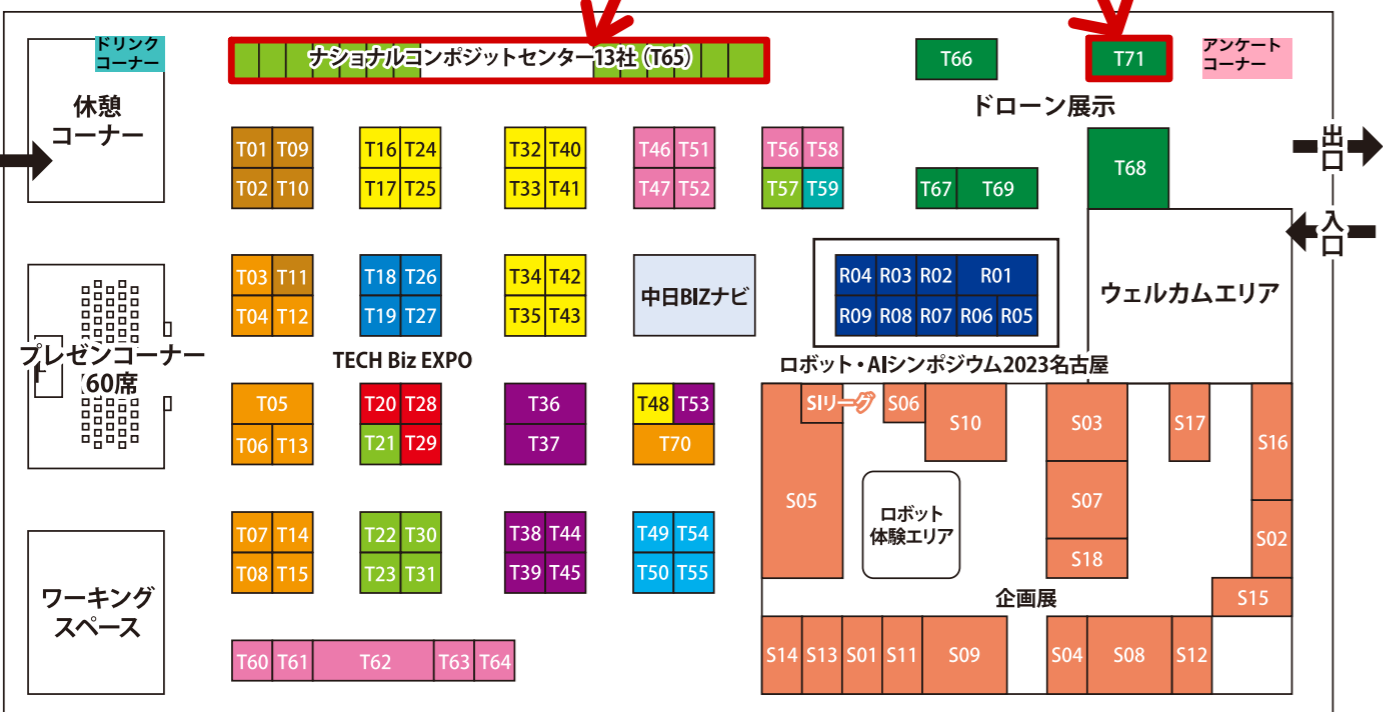 ドリンク
コーナー
ナショナルコンポジットセンター13社（T65）
T66
T71
アンケート
コーナー
休憩
コーナー
ドローン展示
出口
T01 T09
T02 T10
T16 T24
T17 T25
T32 T40
T33 T41
T46 T51
T47 T52
T56 T58
T57 T59
T67 T69
T68
入口
T03 T11
T04 T12
T18 T26
T19 T27
T34 T42
T35 T43
中日BIZナビ
R04 R03 R02 R01
R09 R08 R07 R06 R05
ウェルカムエリア
プレゼンコーナー
60席
TECH Biz EXPO
ロボット・AIシンポジウム2023名古屋
T05
T06 T13
T20 T28
T21 T29
T36
T37
T48 T53
T70
SIリーグ
S06
S10
S03
S17
S16
S05
ロボット
体験エリア
S07
S18
S02
S15
企画展
T07 T14
T08 T15
T22 T30
T23 T31
T38 T44
T39 T45
T49 T54
T50 T55
ワーキング
スペース
T60 T61 T62 T63 T64
S14 S13 S01 S11 S09 S04 S08 S12